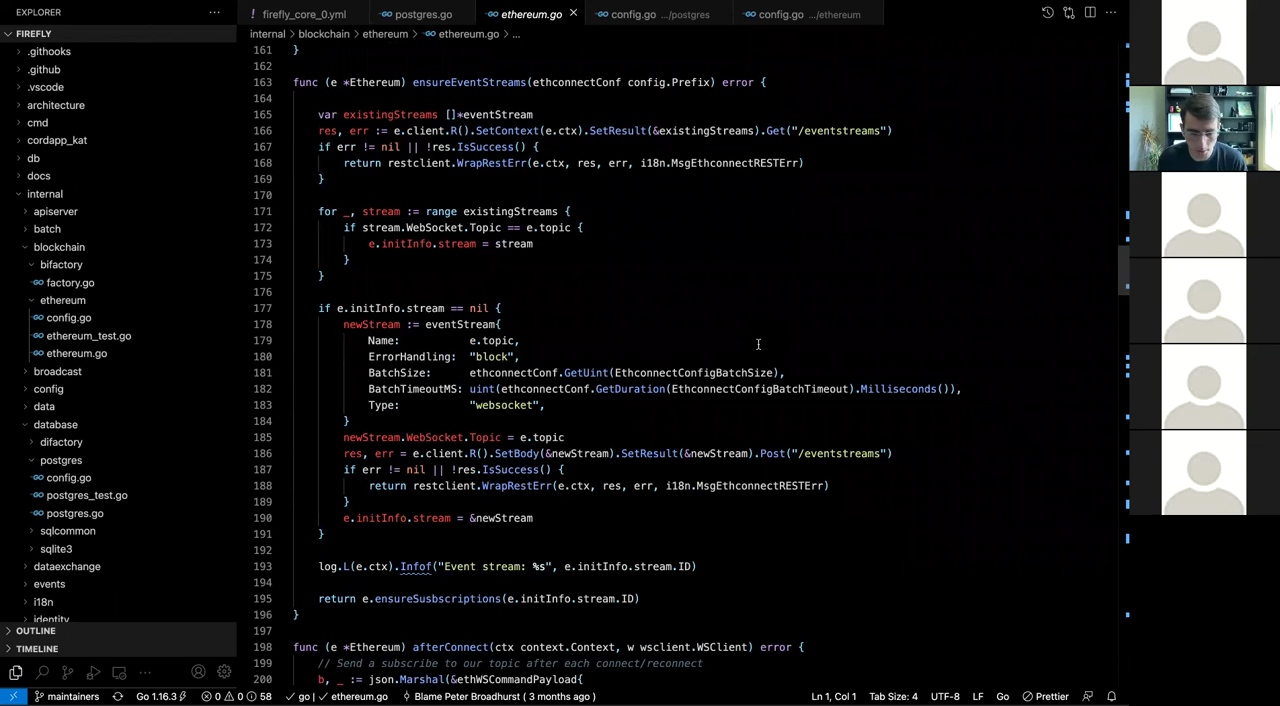 EXPLORER
FIREFLY
.githooks
.github
.vscode
architecture
cmd
cordapp_kat
db
docs
internal
apiserver
batch
blockchain
bifactory
factory.go
ethereum
config.go
ethereum_test.go
ethereum.go
broadcast
config
data
database
difactory
postgres
config.go
postgres_test.go
postgres.go
sqlcommon
sqlite3
dataexchange
events
i18n
identity
OUTLINE
TIMELINE
! firefly_core_0.yml postgres.go ethereum.go × config.go .../postgres config.go .../ethereum
internal > blockchain > ethereum > ethereum.go > ...
161 }
162
163 func (e *Ethereum) ensureEventStreams(ethconnectConf config.Prefix) error {
164
165 var existingStreams []*eventStream
166 res, err := e.client.R().SetContext(e.ctx).SetResult(&existingStreams).Get("/eventstreams")
167 if err != nil || !res.IsSuccess() {
168 return restclient.WrapRestErr(e.ctx, res, err, i18n.MsgEthconnectRESTErr)
169 }
170
171 for _, stream := range existingStreams {
172 if stream.WebSocket.Topic == e.topic {
173 e.initInfo.stream = stream
174 }
175 }
176
177 if e.initInfo.stream == nil {
178 newStream := eventStream{
179 Name: e.topic,
180 ErrorHandling: "block",
181 BatchSize: ethconnectConf.GetUint(EthconnectConfigBatchSize),
182 BatchTimeoutMS: uint(ethconnectConf.GetDuration(EthconnectConfigBatchTimeout).Milliseconds()),
183 Type: "websocket",
184 }
185 newStream.WebSocket.Topic = e.topic
186 res, err = e.client.R().SetBody(&newStream).SetResult(&newStream).Post("/eventstreams")
187 if err != nil || !res.IsSuccess() {
188 return restclient.WrapRestErr(e.ctx, res, err, i18n.MsgEthconnectRESTErr)
189 }
190 e.initInfo.stream = &newStream
191 }
192
193 log.L(e.ctx).Infof("Event stream: %s", e.initInfo.stream.ID)
194
195 return e.ensureSusbscriptions(e.initInfo.stream.ID)
196 }
197
198 func (e *Ethereum) afterConnect(ctx context.Context, w wsclient.WSClient) error {
199 // Send a subscribe to our topic after each connect/reconnect
200 b, _ := json.Marshal(&ethWSCommandPayload{
maintainers Go 1.16.3 0 0 58 go | ethereum.go Blame Peter Broadhurst ( 3 months ago ) Ln 1, Col 1 Tab Size: 4 UTF-8 LF Go Prettier